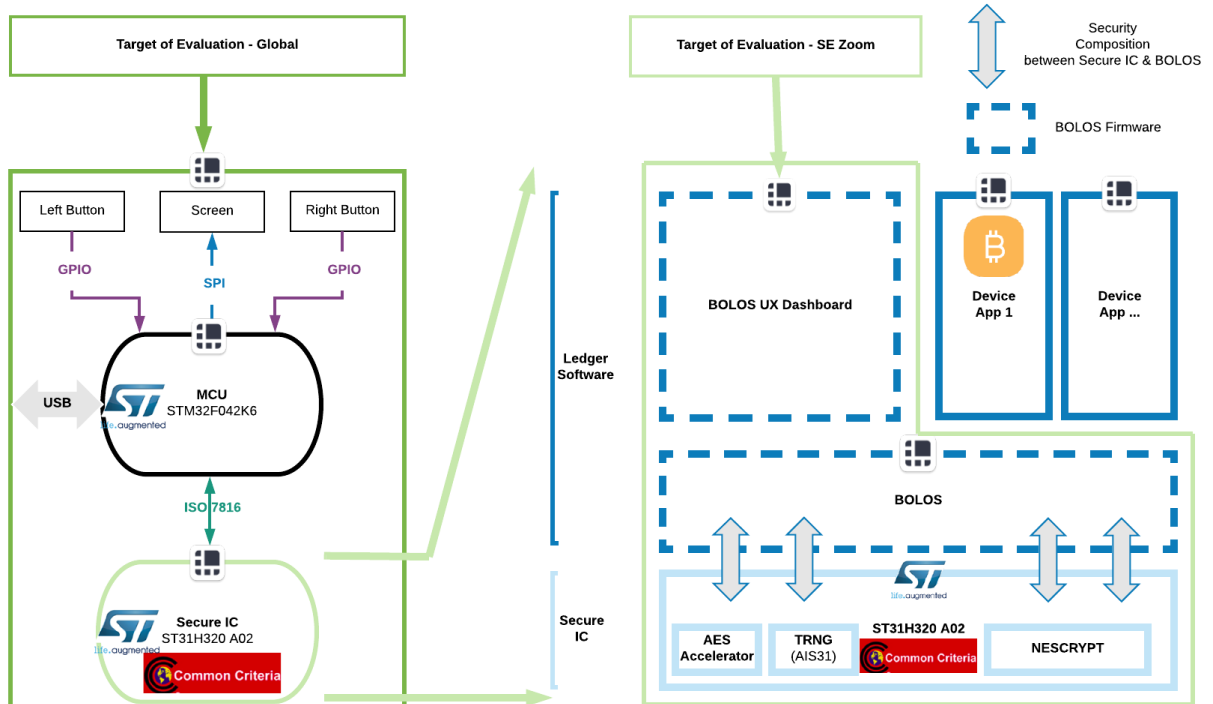 Target of Evaluation - Global
Target of Evaluation - SE Zoom
Security
Composition
between Secure IC & BOLOS
BOLOS Firmware
Left Button
Screen
Right Button
GPIO
SPI
GPIO
USB
ST
life.augmented
MCU
STM32F042K6
ISO 7816
ST
life.augmented
Secure IC
ST31H320 A02
Common Criteria
Ledger
Software
Secure
IC
BOLOS UX Dashboard
Device
App 1
Device
App ...
BOLOS
ST
life.augmented
AES
Accelerator
TRNG
(AIS31)
ST31H320 A02
Common Criteria
NESCRYPT